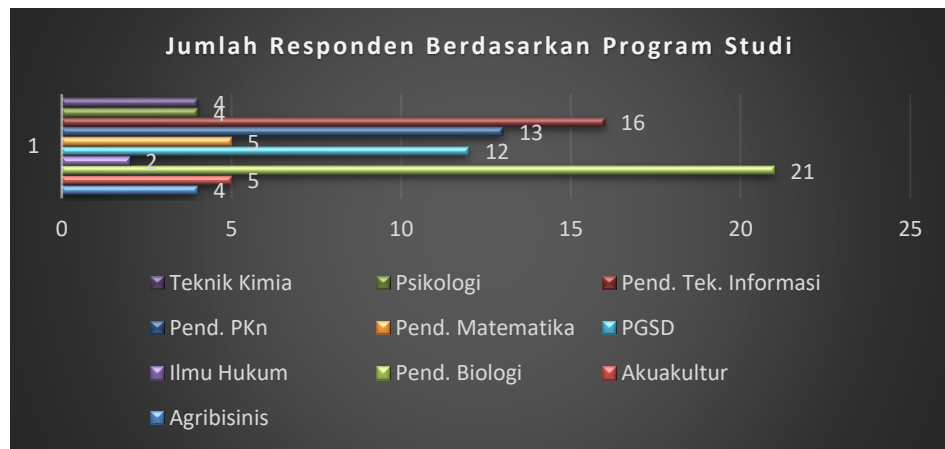 Jumlah Responden Berdasarkan Program Studi
4
4
16
13
5
12
1
2
21
5
4
0 5 10 15 20 25
Teknik Kimia Psikologi Pend. Tek. Informasi
Pend. PKn Pend. Matematika PGSD
Ilmu Hukum Pend. Biologi Akuakultur
Agribisinis